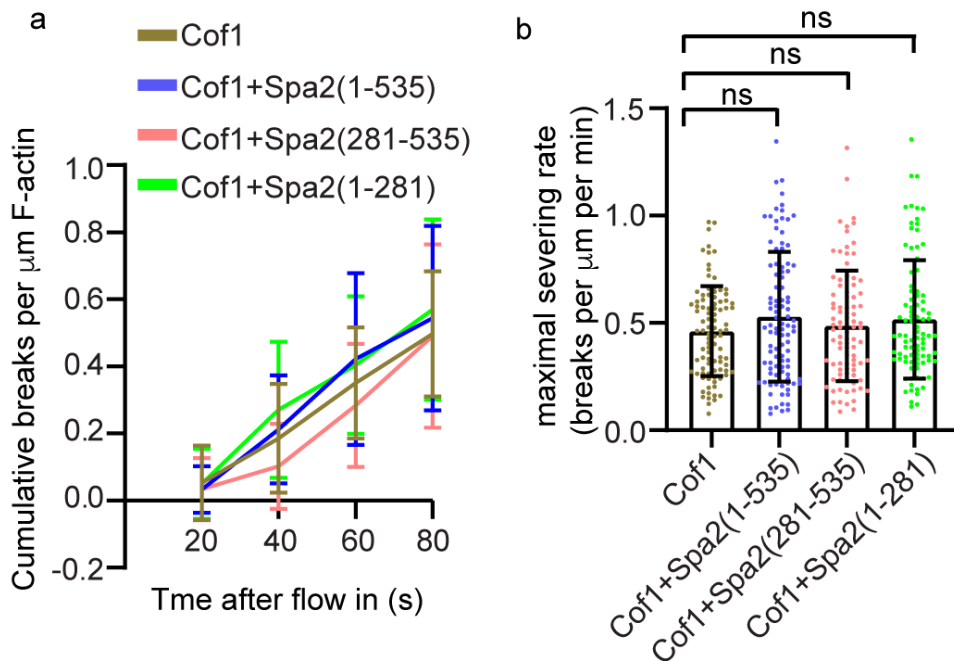 a
Cof1
Cof1+Spa2(1-535)
Cof1+Spa2(281-535)
Cof1+Spa2(1-281)
Cumulative breaks per μm F-actin
1.0
0.8
0.6
0.4
0.2
0.0
-0.2
20 40 60 80
Tme after flow in (s)
b
ns
ns
ns
maximal severing rate
(breaks per μm per min)
1.5
1.0
0.5
0.0
Cof1
Cof1+Spa2(1-535)
Cof1+Spa2(281-535)
Cof1+Spa2(1-281)